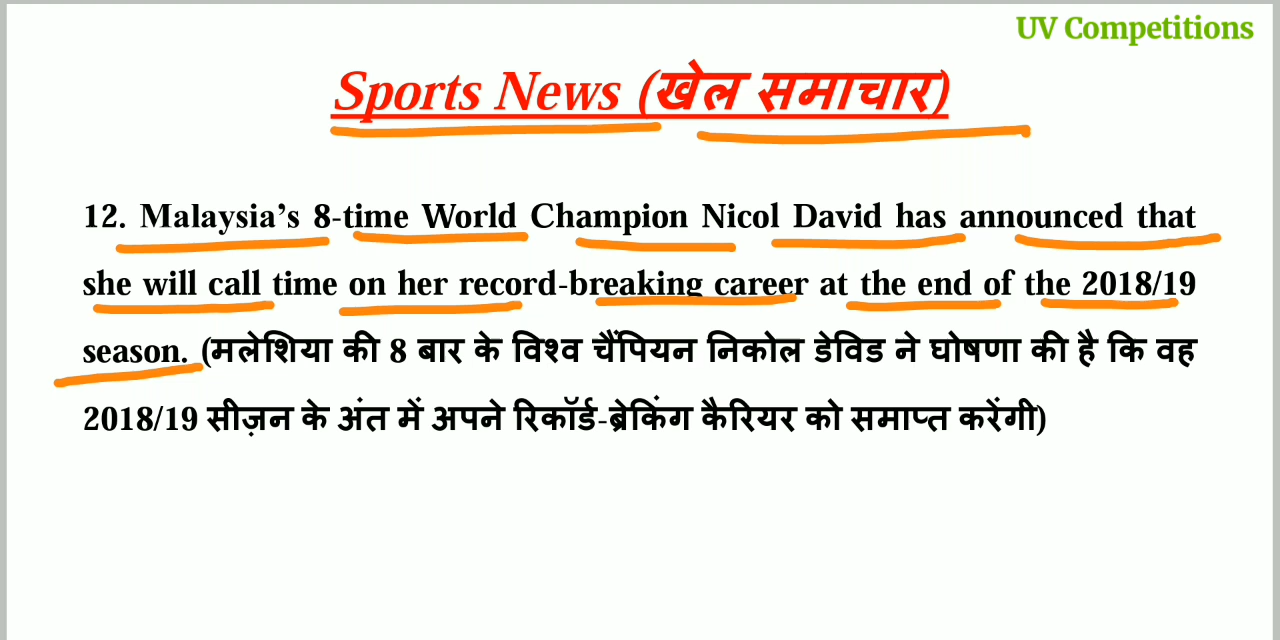 UV Competitions
Sports News (खेल समाचार)
12. Malaysia’s 8-time World Champion Nicol David has announced that
she will call time on her record-breaking career at the end of the 2018/19
season. (मलेशिया की 8 बार के विश्व चैंपियन निकोल डेविड ने घोषणा की है कि वह
2018/19 सीज़न के अंत में अपने रिकॉर्ड-ब्रेकिंग कैरियर को समाप्त करेंगी)